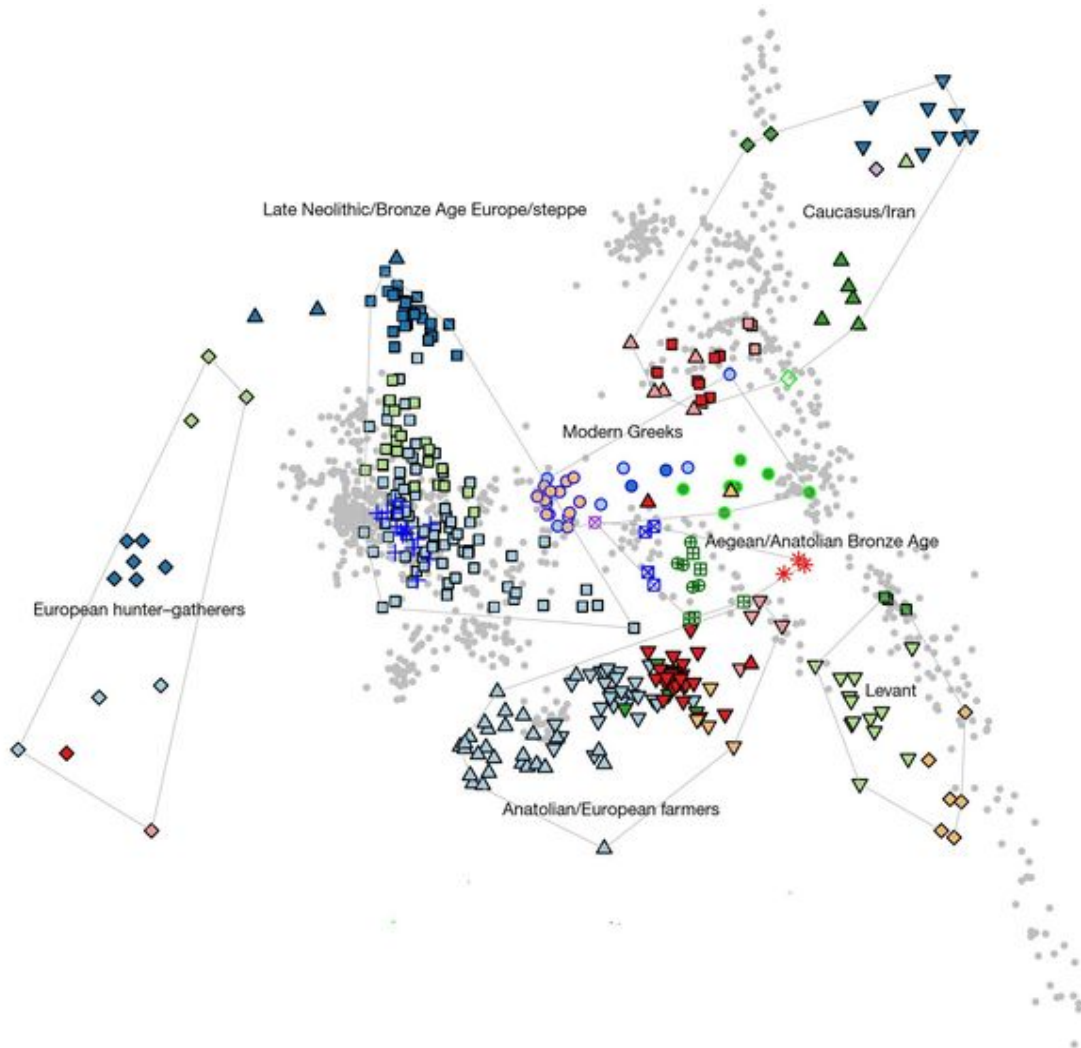 Late Neolithic/Bronze Age Europe/steppe
Caucasus/Iran
Modern Greeks
Aegean/Anatolian Bronze Age
European hunter–gatherers
Levant
Anatolian/European farmers